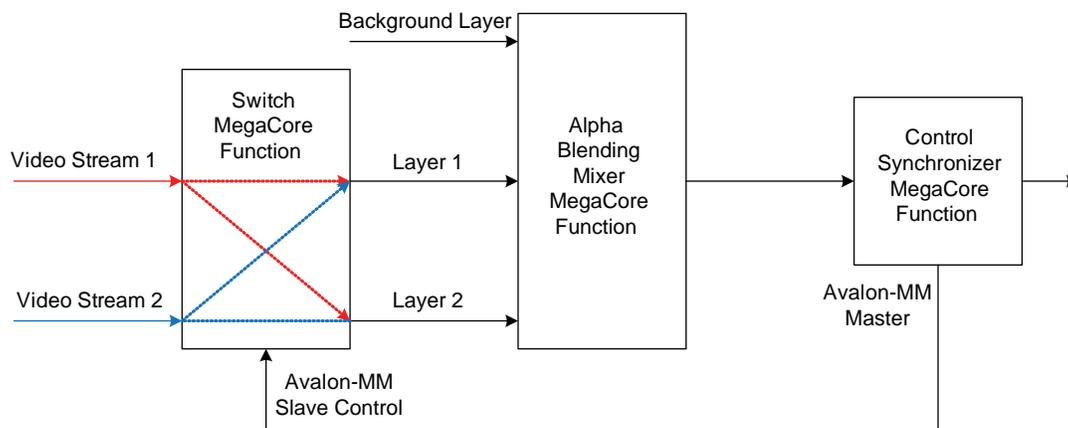 Background Layer
Switch
MegaCore
Function
Video Stream 1
Layer 1
Alpha
Blending
Mixer
MegaCore
Function
Control
Synchronizer
MegaCore
Function
Video Stream 2
Layer 2
Avalon-MM
Master
Avalon-MM
Slave Control